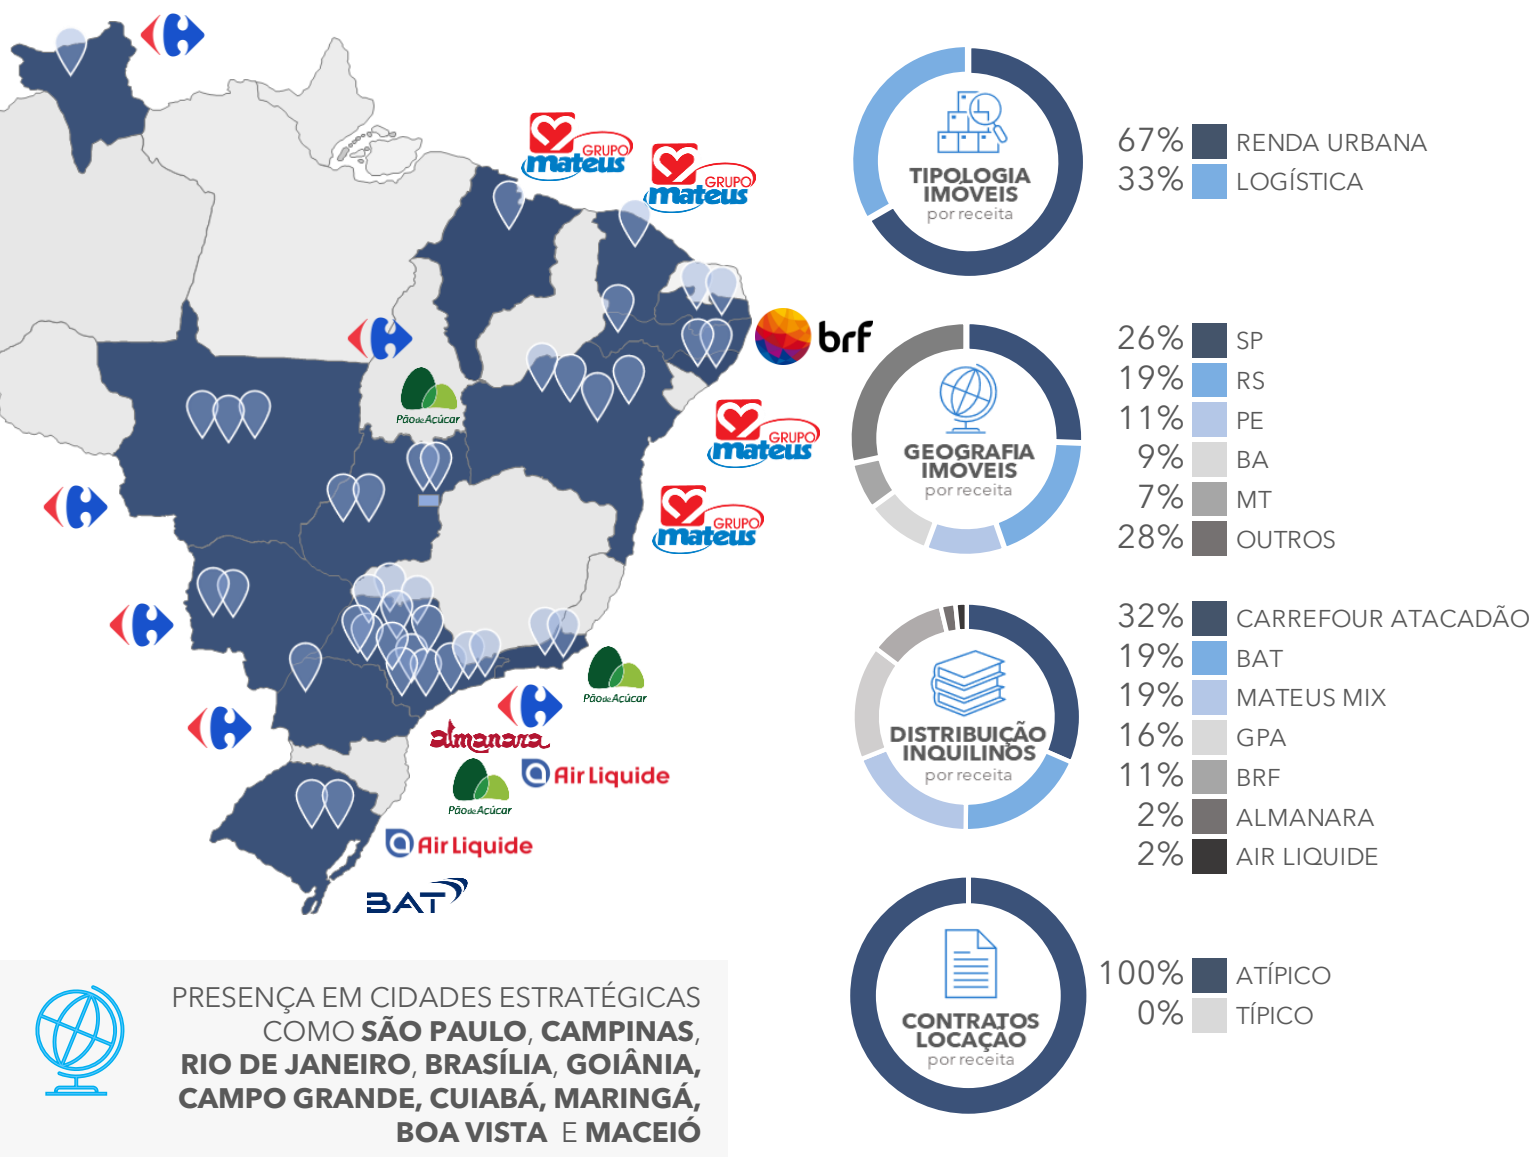 GRUPO
mateus
GRUPO
mateus
brf
Pão de Açúcar
GRUPO
mateus
GRUPO
mateus
Pão de Açúcar
almanara
Air Liquide
Pão de Açúcar
Air Liquide
BAT
PRESENÇA EM CIDADES ESTRATÉGICAS
COMO SÃO PAULO, CAMPINAS,
RIO DE JANEIRO, BRASÍLIA, GOIÂNIA,
CAMPO GRANDE, CUIABÁ, MARINGÁ,
BOA VISTA E MACEIÓ
TIPOLOGIA
IMÓVEIS
por receita
67% RENDA URBANA
33% LOGÍSTICA
GEOGRAFIA
IMÓVEIS
por receita
26% SP
19% RS
11% PE
9% BA
7% MT
28% OUTROS
DISTRIBUIÇÃO
INQUILINOS
por receita
32% CARREFOUR ATACADÃO
19% BAT
19% MATEUS MIX
16% GPA
11% BRF
2% ALMANARA
2% AIR LIQUIDE
CONTRATOS
LOCAÇÃO
por receita
100% ATÍPICO
0% TÍPICO